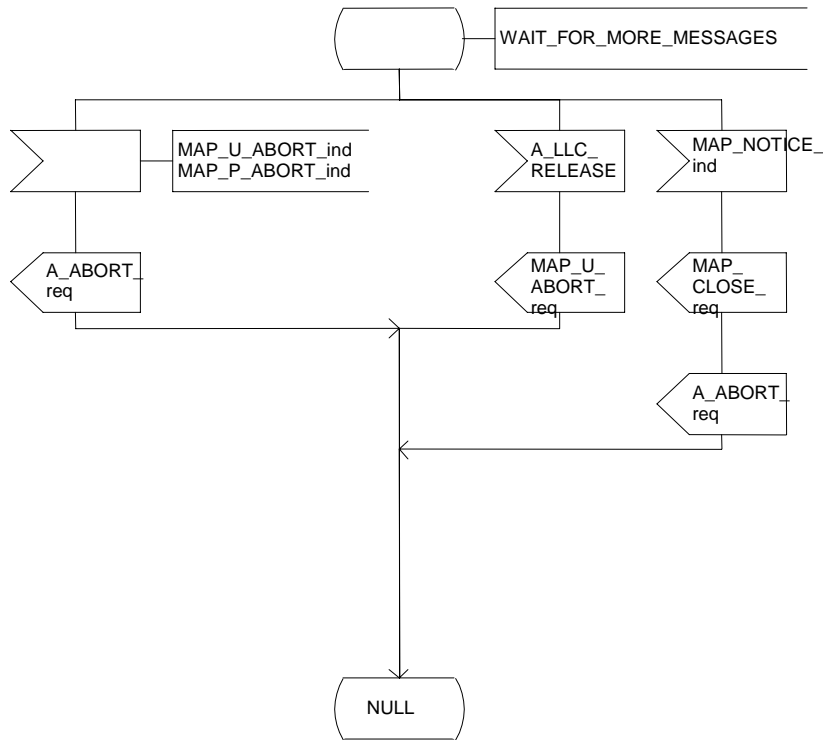 WAIT_FOR_MORE_MESSAGES
MAP_U_ABORT_ind
MAP_P_ABORT_ind
A_LLC_
RELEASE
MAP_NOTICE_
ind
A_ABORT_
req
MAP_U_
ABORT_
req
MAP_
CLOSE_
req
A_ABORT_
req
NULL